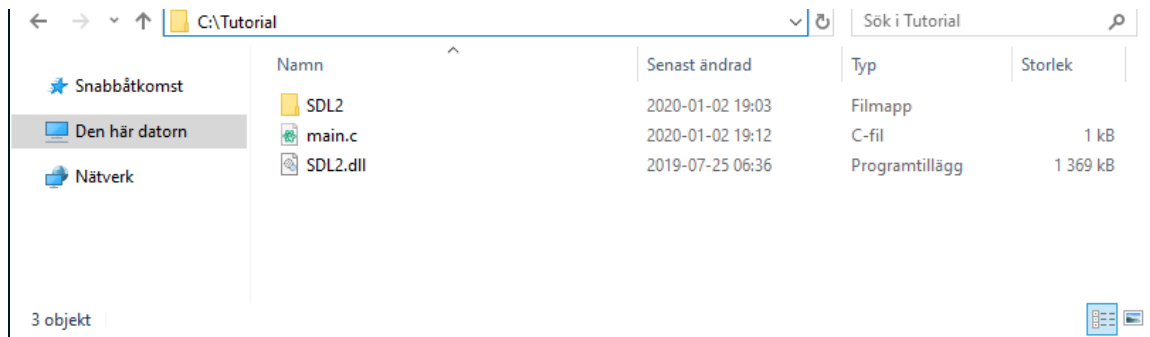 C:\Tutorial
Sök i Tutorial
Namn Senast ändrad Typ Storlek
Snabbåtkomst
Den här datorn
Nätverk
SDL2 2020-01-02 19:03 Filmapp
main.c 2020-01-02 19:12 C-fil 1 kB
SDL2.dll 2019-07-25 06:36 Programtillägg 1 369 kB
3 objekt